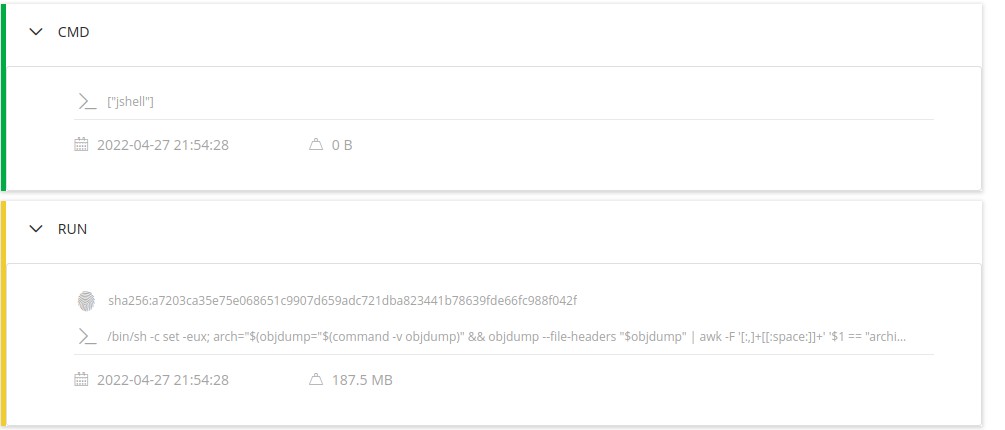 CMD
["jshell"]
2022-04-27 21:54:28 0 B
RUN
sha256:a7203ca35e75e068651c9907d659adc721dba823441b78639fde66fc988f042f
/bin/sh -c set -eux; arch="$(objdump="$(command -v objdump)" && objdump --file-headers "$objdump" | awk -F '[:,]+[[:space:]]+' '$1 == "archi...
2022-04-27 21:54:28 187.5 MB